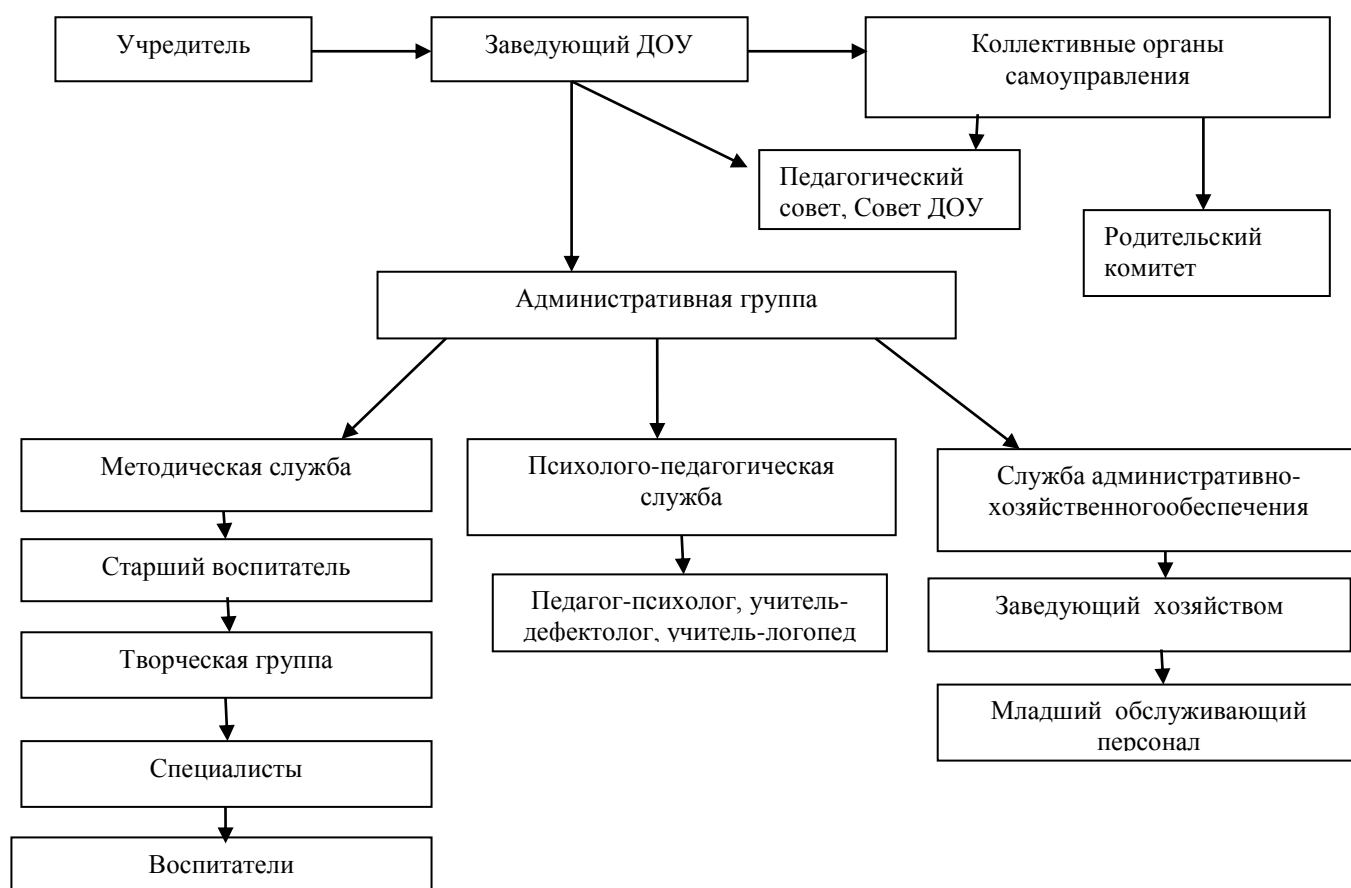 Учредитель
Заведующий ДОУ
Коллективные органы
самоуправления
Педагогический
совет, Совет ДОУ
Родительский
комитет
Административная группа
Методическая служба
Психолого-педагогическая
служба
Служба административно-
хозяйственногообеспечения
Старший воспитатель
Педагог-психолог, учитель-
дефектолог, учитель-логопед
Заведующий хозяйством
Творческая группа
Младший обслуживающий
персонал
Специалисты
Воспитатели